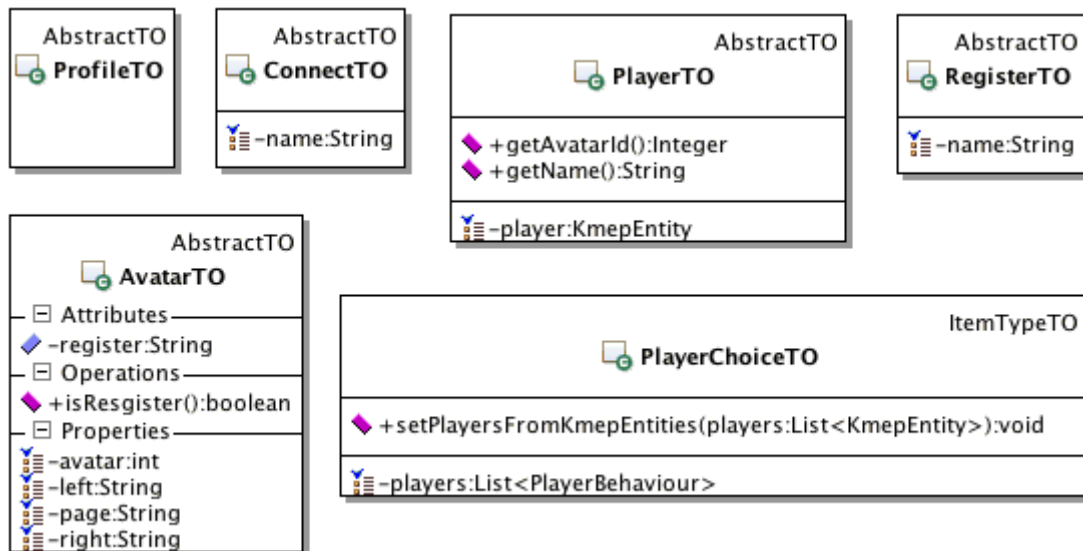 AbstractTO
ProfileTO
AbstractTO
ConnectTO
-name:String
AbstractTO
PlayerTO
+getAvatarId():Integer
+getName():String
-player:KmepEntity
AbstractTO
RegisterTO
-name:String
AbstractTO
AvatarTO
Attributes
-register:String
Operations
+isResgister():boolean
Properties
-avatar:int
-left:String
-page:String
-right:String
ItemTypeTO
PlayerChoiceTO
+setPlayersFromKmepEntities(players:List<KmepEntity>):void
-players:List<PlayerBehaviour>